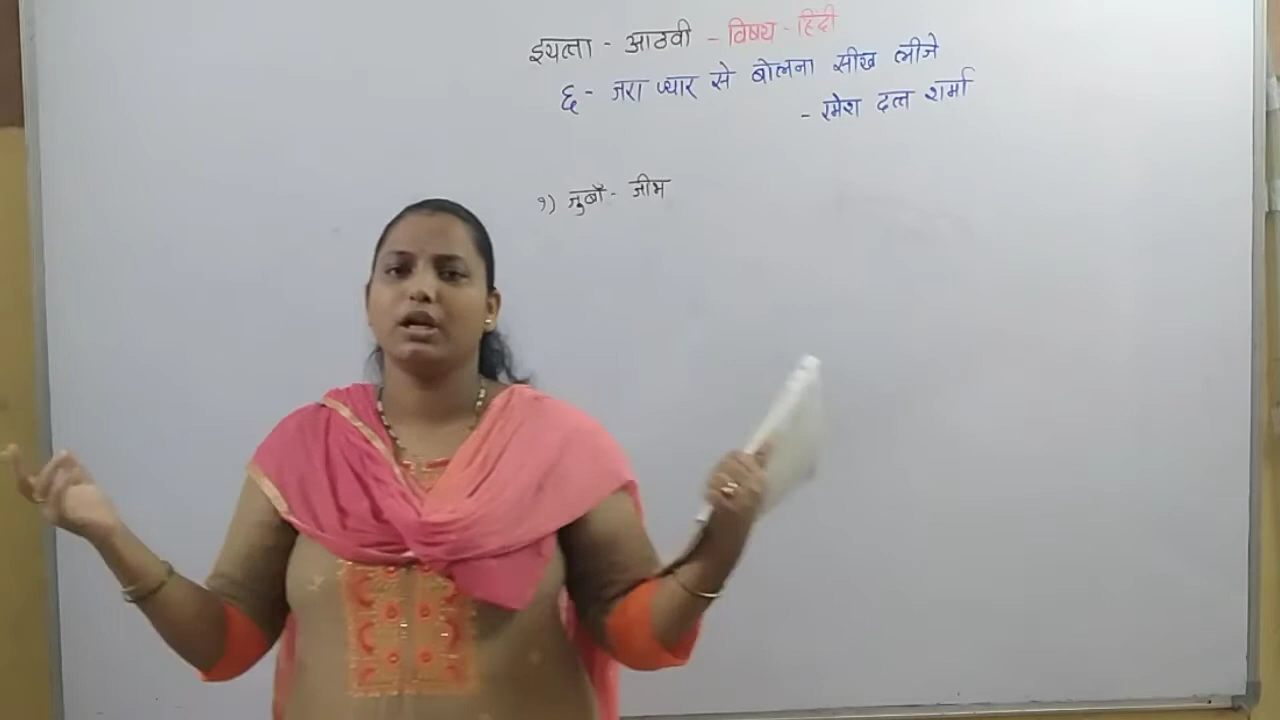 इयत्ता - आठवी - विषय - हिंदी
६ - जरा प्यार से बोलना सीख लीजे
- रमेश दत्त शर्मा
१) जुबाँ - जीभ